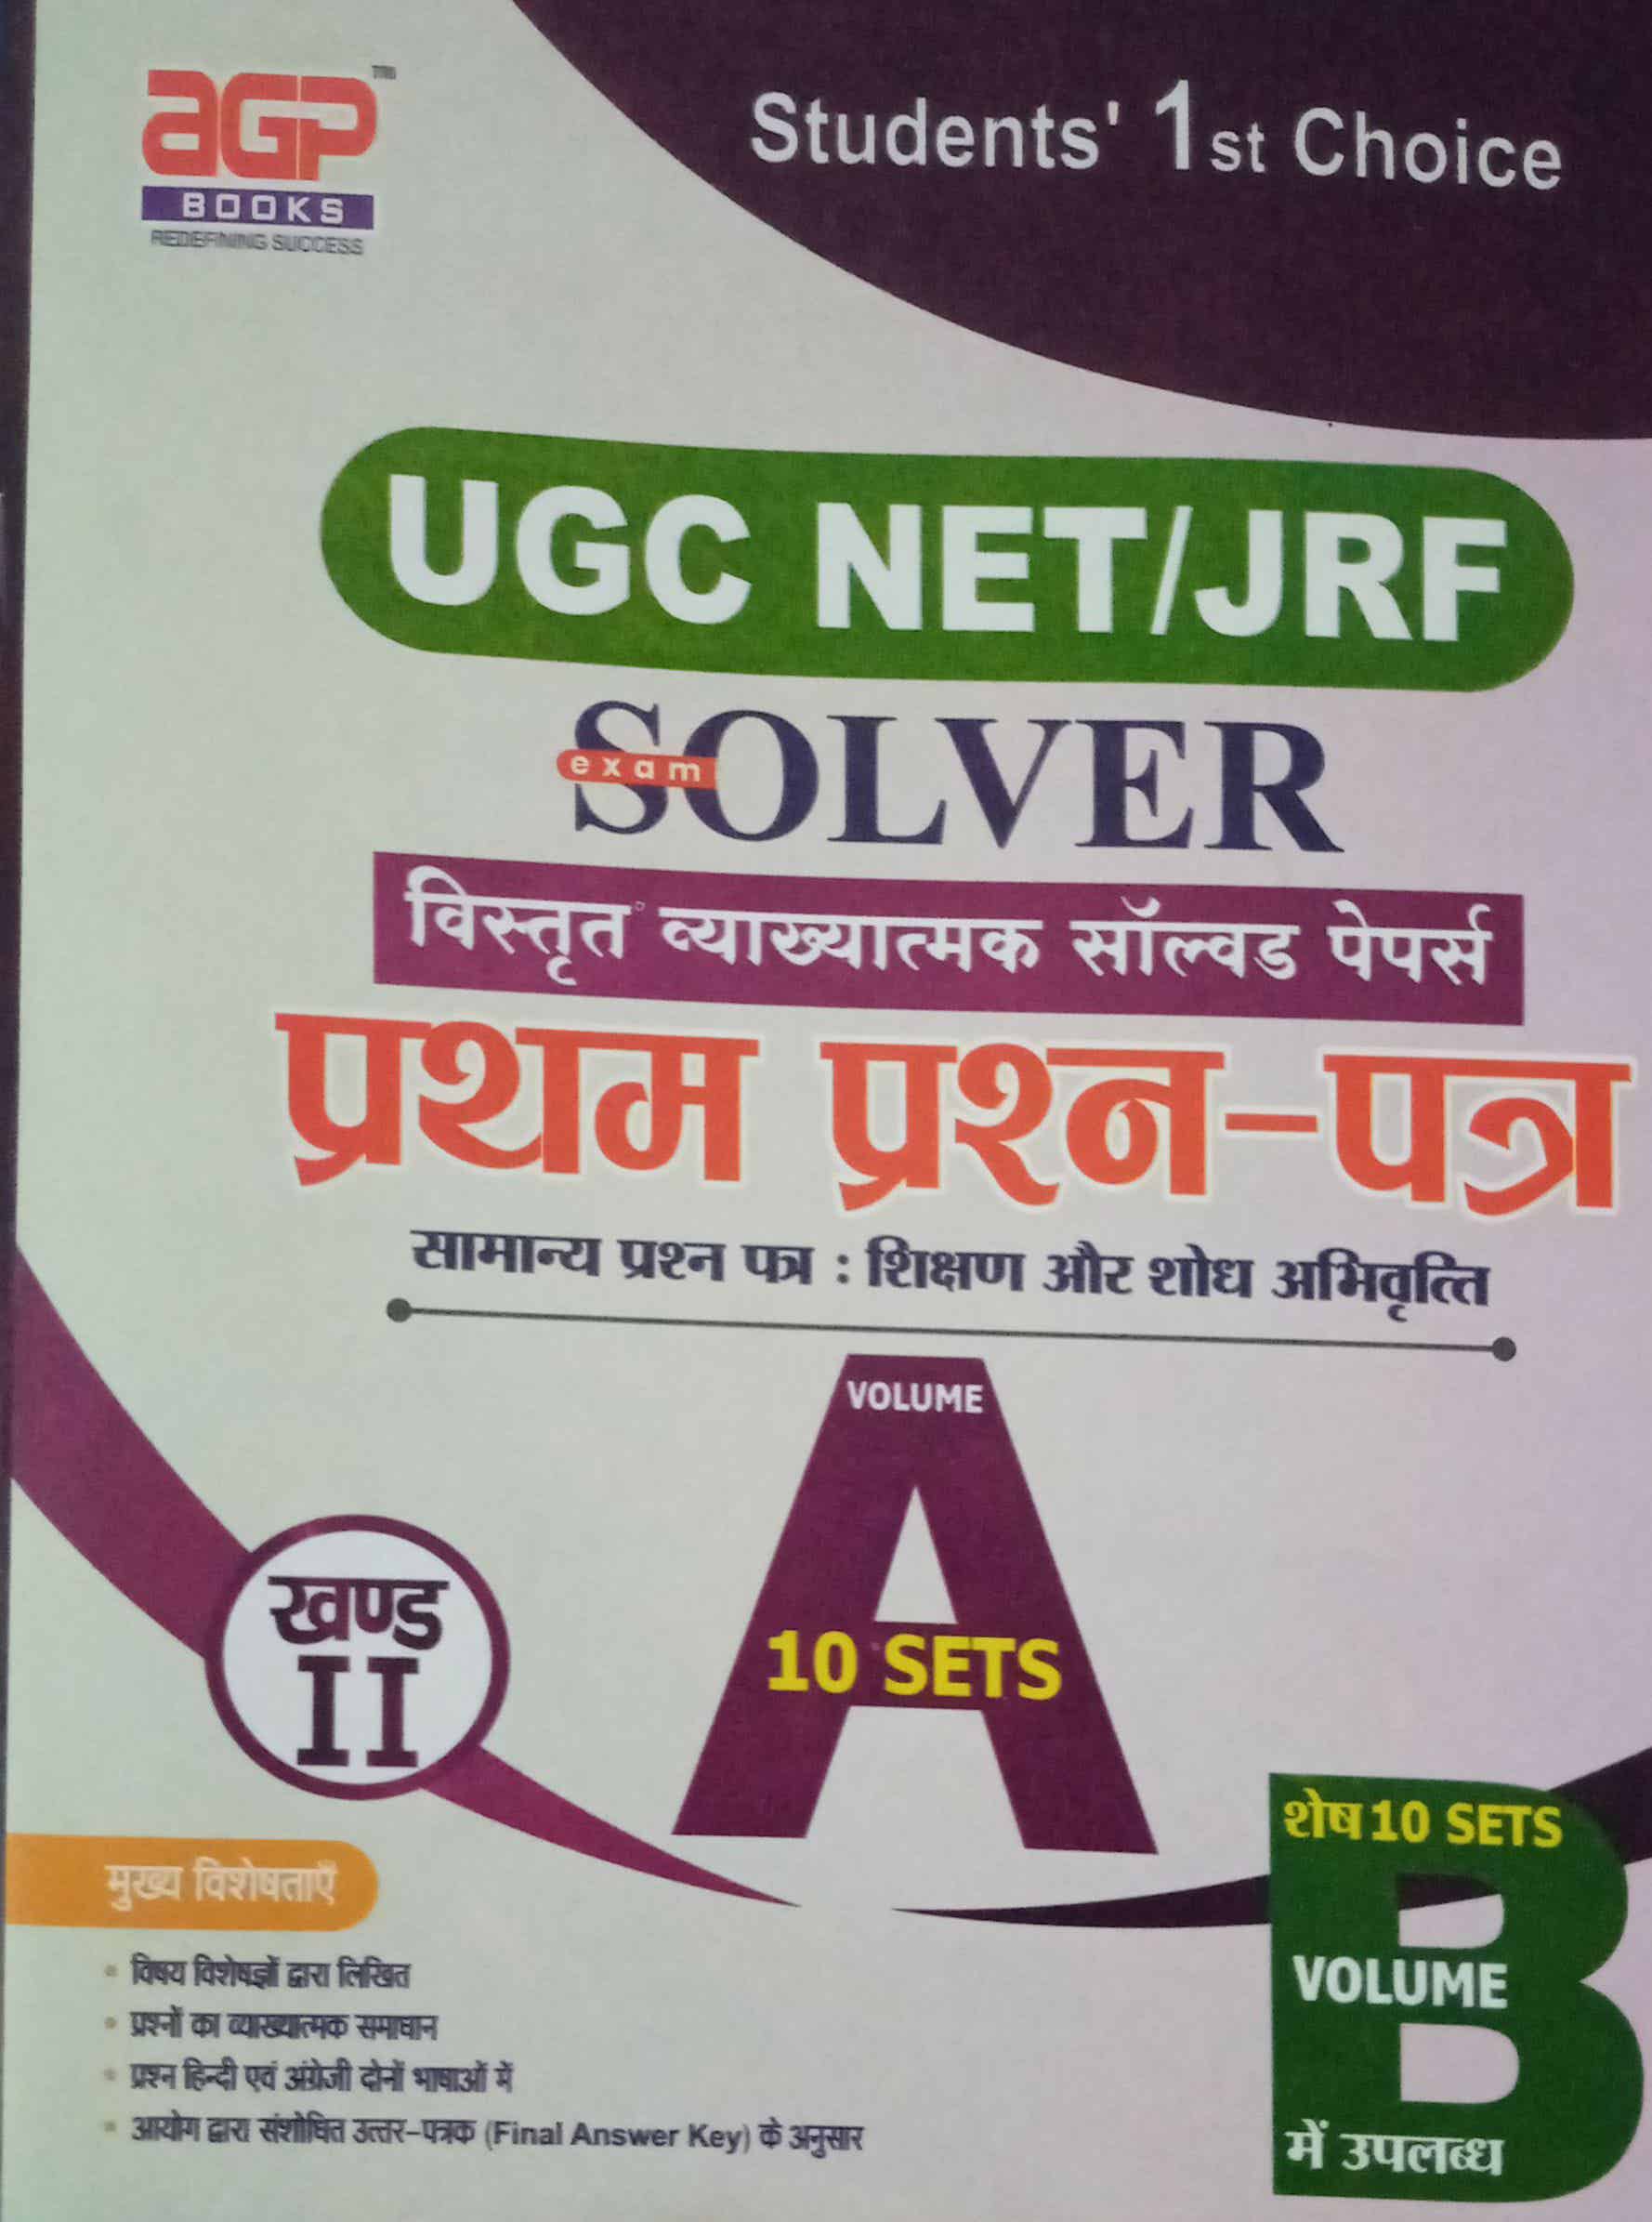 aGP™
BOOKS
REDEFINING SUCCESS
Students' 1st Choice
UGC NET/JRF
exam
SOLVER
विस्तृत व्याख्यात्मक सॉल्वड पेपर्स
प्रथम प्रश्न-पत्र
सामान्य प्रश्न पत्र : शिक्षण और शोध अभिवृत्ति
VOLUME
A
10 SETS
खण्ड
II
शेष 10 SETS
B
VOLUME
में उपलब्ध
मुख्य विशेषताएँ
• विषय विशेषज्ञों द्वारा लिखित
• प्रश्नों का व्याख्यात्मक समाधान
• प्रश्न हिन्दी एवं अंग्रेजी दोनों भाषाओं में
• आयोग द्वारा संशोधित उत्तर-पत्रक (Final Answer Key) के अनुसार